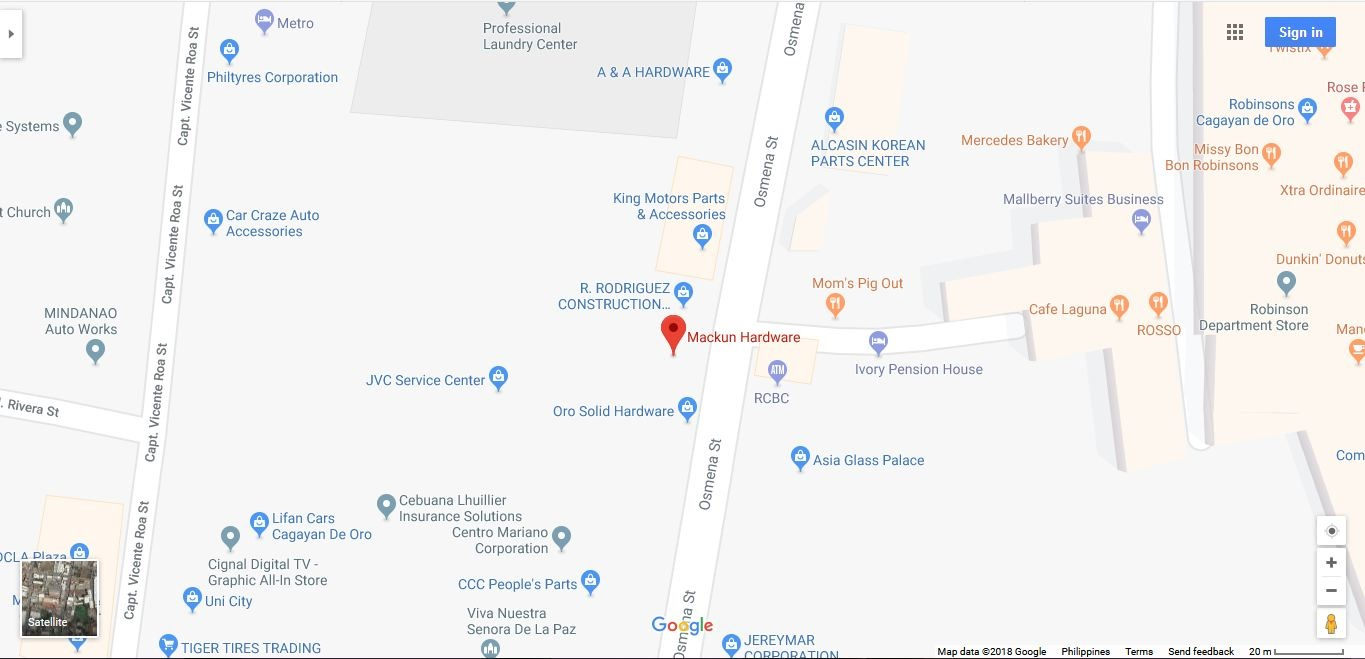 Metro
Philtyres Corporation
Capt. Vicente Roa St
Professional
Laundry Center
A & A HARDWARE
Osmena
Sign in
Twistix
Robinsons
Cagayan de Oro
Rose
e Systems
ALCASIN KOREAN
PARTS CENTER
Mercedes Bakery
Missy Bon
Bon Robinsons
Xtra Ordinaire
Osmena St
t Church
Car Craze Auto
Accessories
Capt. Vicente Roa St
King Motors Parts
& Accessories
Mallberry Suites Business
Dunkin' Donuts
R. RODRIGUEZ
CONSTRUCTION...
Mom's Pig Out
Cafe Laguna
ROSSO
Robinson
Department Store
MINDANAO
Auto Works
Mackun Hardware
Ivory Pension House
JVC Service Center
ATM
RCBC
Capt. Vicente Roa St
. Rivera St
Oro Solid Hardware
Osmena St
Asia Glass Palace
Com
Cebuana Lhuillier
Insurance Solutions
Lifan Cars
Cagayan De Oro
Centro Mariano
Corporation
OCLA Plaza
Cignal Digital TV -
Graphic All-In Store
Capt. Vicente Roa St
CCC People's Parts
Uni City
Viva Nuestra
Senora De La Paz
Satellite
Google
Osmena St
TIGER TIRES TRADING
JEREYMAR
CORPORATION
Map data ©2018 Google Philippines Terms Send feedback 20 m